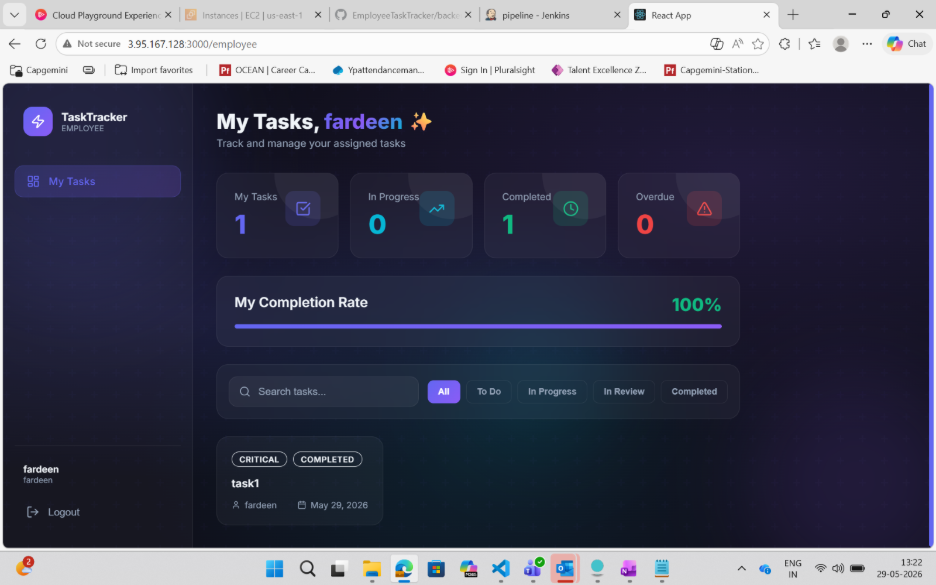 Cloud Playground Experien
Instances | EC2 | us-east-1
EmployeeTaskTracker/backe
pipeline - Jenkins
React App
Not secure 3.95.167.128:3000/employee
Chat
Capgemini
Import favorites
OCEAN | Career Ca...
Ypattendanceman...
Sign In | Pluralsight
Talent Excellence Z...
Capgemini-Station...
TaskTracker
EMPLOYEE
My Tasks
fardeen
fardeen
Logout
My Tasks, fardeen ✨
Track and manage your assigned tasks
My Tasks
1
In Progress
0
Completed
1
Overdue
0
My Completion Rate
100%
Search tasks...
All
To Do
In Progress
In Review
Completed
CRITICAL
COMPLETED
task1
fardeen
May 29, 2026
2
ENG
IN
13:22
29-05-2026